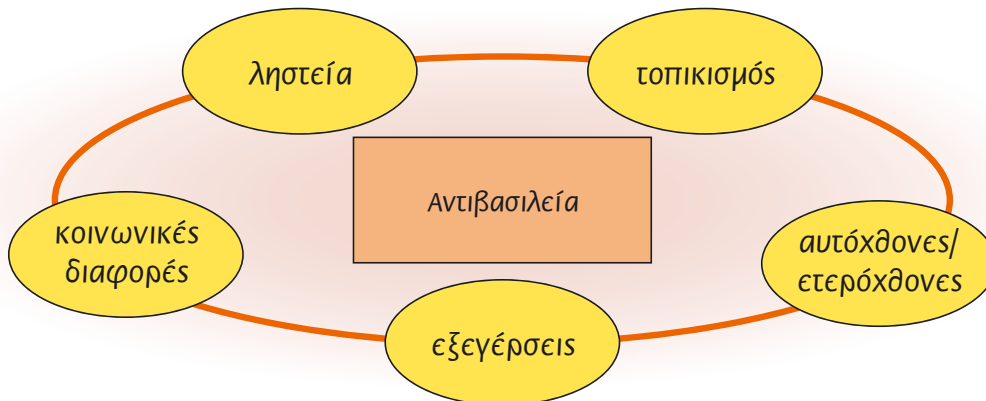 ληστεία
τοπικισμός
Αντιβασιλεία
κοινωνικές
διαφορές
αυτόχθονες/
ετερόχθονες
εξεγέρσεις